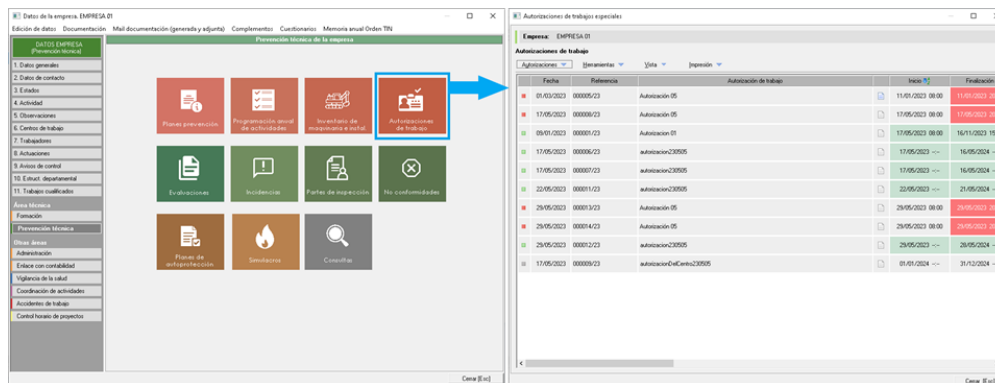 Datos de la empresa. EMPRESA 01
Edición de datos Documentación Mail documentación (generada y adjunta) Complementos Cuestionarios Memoria anual Orden TIN
DATOS EMPRESA
(Prevención técnica)
1. Datos generales
2. Datos de contacto
3. Estados
4. Actividad
5. Observaciones
6. Centros de trabajo
7. Trabajadores
8. Actuaciones
9. Avisos de control
10. Estruct. departamental
11. Trabajos cualificados
Área técnica
Formación
Prevención técnica
Otras áreas
Administración
Enlace con contabilidad
Vigilancia de la salud
Coordinación de actividades
Accidentes de trabajo
Control horario de proyectos
Prevención técnica de la empresa
Planes prevención
Programación anual
de actividades
Inventario de
maquinaria e instal.
Autorizaciones
de trabajo
Evaluaciones
Incidencias
Partes de inspección
No conformidades
Planes de
autoprotección
Simulacros
Consultas
Cerrar [Esc]
Autorizaciones de trabajos especiales
Empresa: EMPRESA 01
Autorizaciones de trabajo
Autorizaciones Herramientas Vista Impresión
Fecha Referencia Autorización de trabajo Inicio Finalización
01/03/2023 000005/23 Autorización 05 11/01/2023 08:00 11/01/2023 20
17/05/2023 000008/23 Autorización 05 17/05/2023 08:00 17/05/2023 20
09/01/2023 000001/23 Autorizacion 01 17/05/2023 08:00 16/11/2023 15
17/05/2023 000006/23 autorizacion230505 17/05/2023 -:- 16/05/2024 -
17/05/2023 000007/23 autorizacion230505 17/05/2023 -:- 16/05/2024 -
22/05/2023 000011/23 autorizacion230505 22/05/2023 -:- 21/05/2024 -
29/05/2023 000013/23 Autorización 05 29/05/2023 08:00 29/05/2023 20
29/05/2023 000014/23 Autorización 05 29/05/2023 08:00 29/05/2023 20
29/05/2023 000012/23 autorizacion230505 29/05/2023 -:- 28/05/2024 -
17/05/2023 000009/23 autorizacionDelCentro230505 01/01/2024 -:- 31/12/2024 -
Cerrar [Esc]